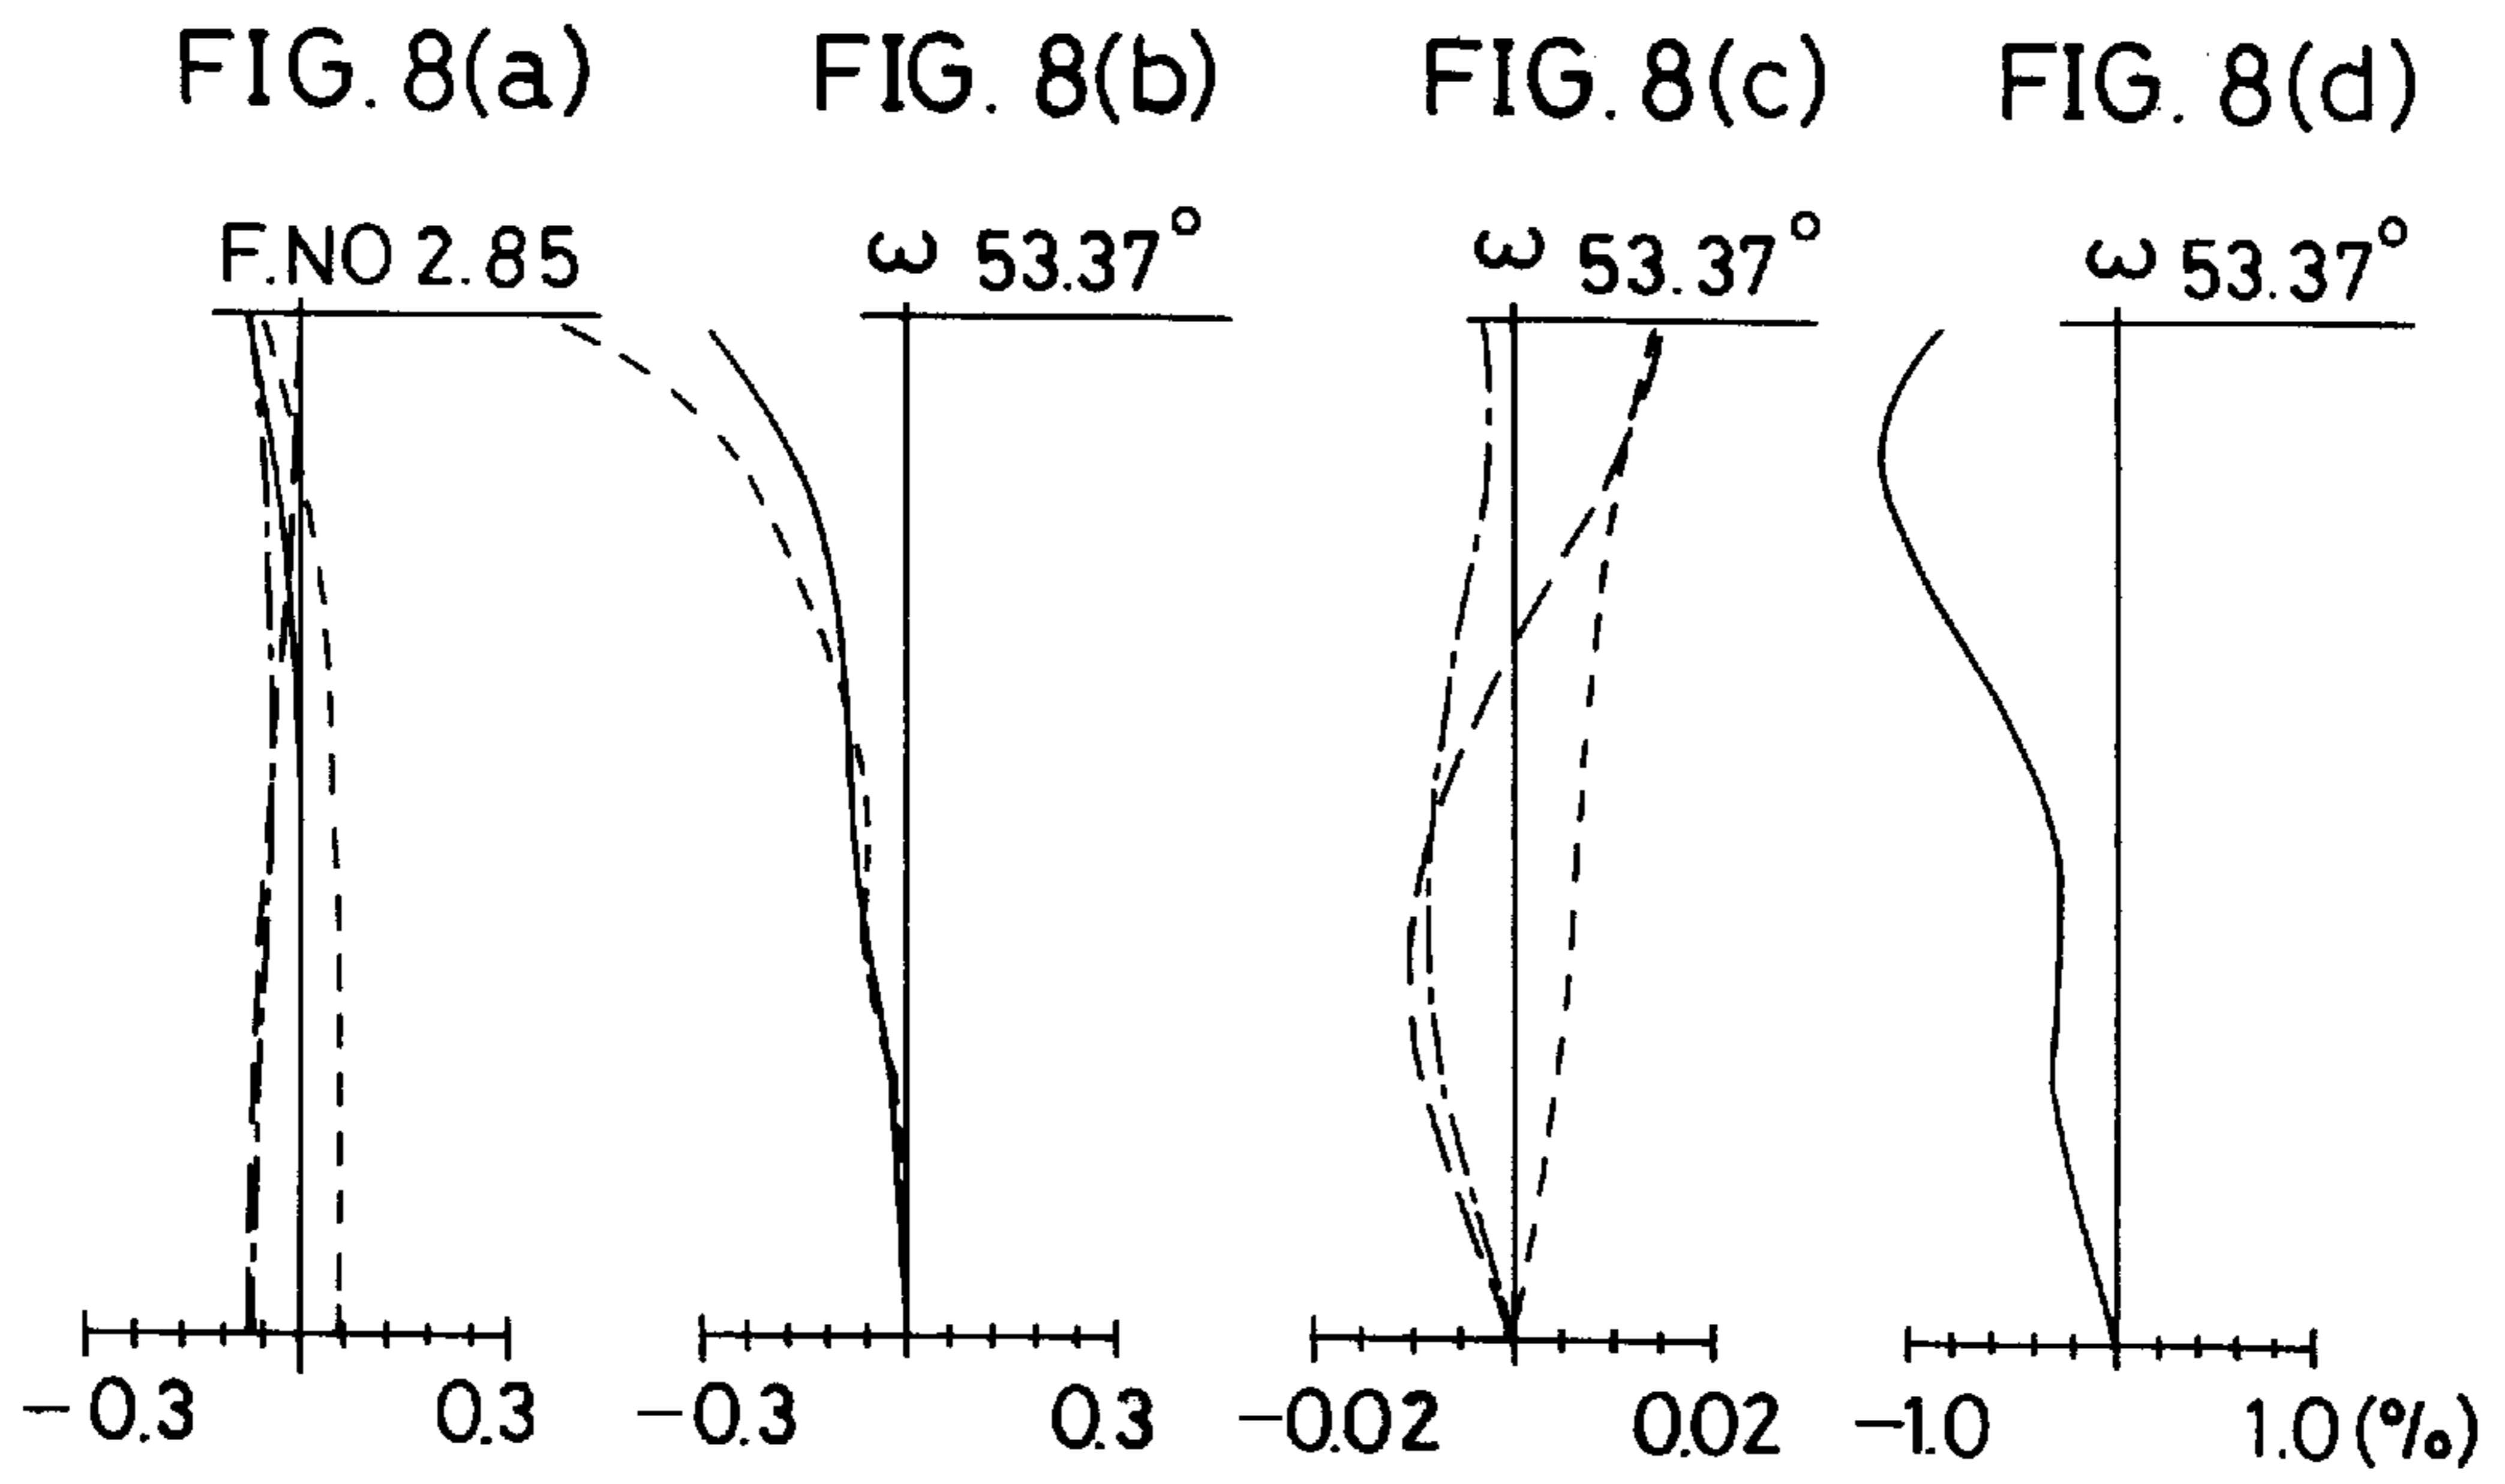 FIG. 8(a) FIG. 8(b) FIG. 8(c) FIG. 8(d)
F.NO 2.85 ω 53.37° ω 53.37° ω 53.37°
-0.3 0.3 -0.3 0.3 -0.02 0.02 -1.0 1.0(%)